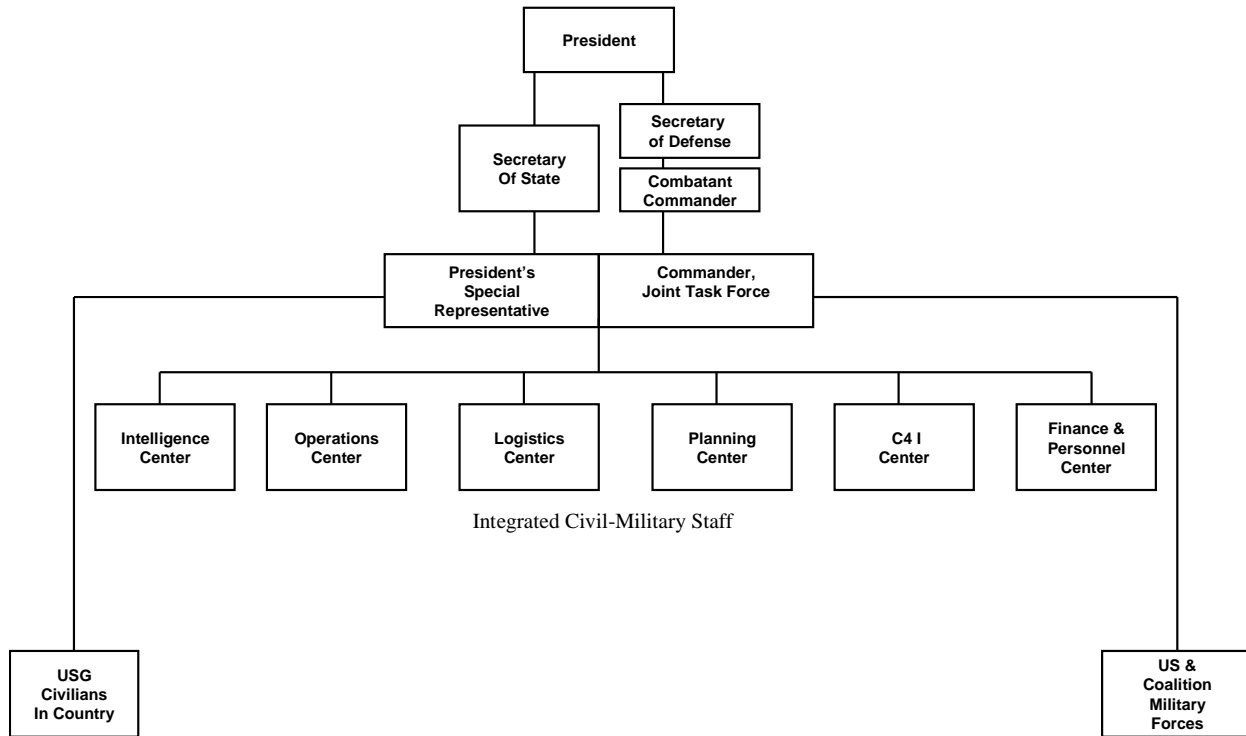 President
Secretary
of Defense
Secretary
Of State
Combatant
Commander
President’s
Special
Representative
Commander,
Joint Task Force
Intelligence
Center
Operations
Center
Logistics
Center
Planning
Center
C4 I
Center
Finance &
Personnel
Center
Integrated Civil-Military Staff
USG
Civilians
In Country
US &
Coalition
Military
Forces